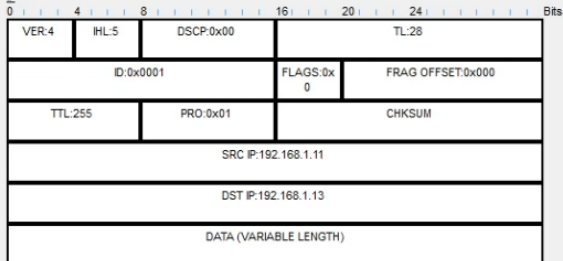 0 4 8 16 20 24 Bits
VER:4 IHL:5 DSCP:0x00 TL:28
ID:0x0001 FLAGS:0x
0 FRAG OFFSET:0x000
TTL:255 PRO:0x01 CHKSUM
SRC IP:192.168.1.11
DST IP:192.168.1.13
DATA (VARIABLE LENGTH)